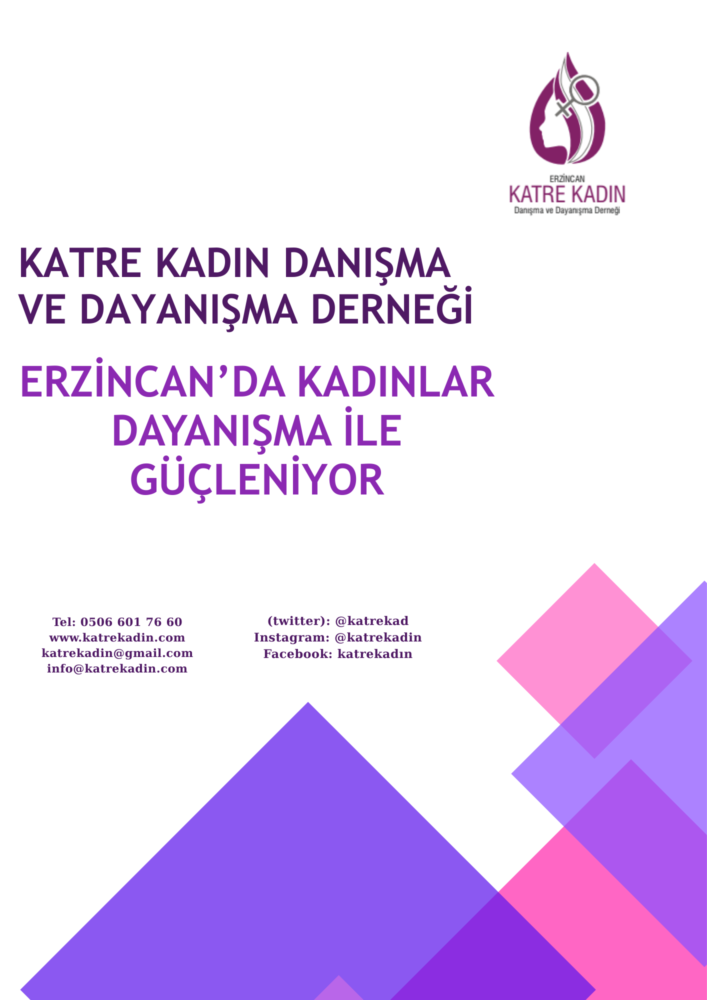 ERZİNCAN
KATRE KADIN
Danışma ve Dayanışma Derneği
KATRE KADIN DANIŞMA
VE DAYANIŞMA DERNEĞİ
ERZİNCAN’DA KADINLAR
DAYANIŞMA İLE
GÜÇLENİYOR
Tel: 0506 601 76 60
www.katrekadin.com
katrekadin@gmail.com
info@katrekadin.com
(twitter): @katrekad
Instagram: @katrekadin
Facebook: katrekadın